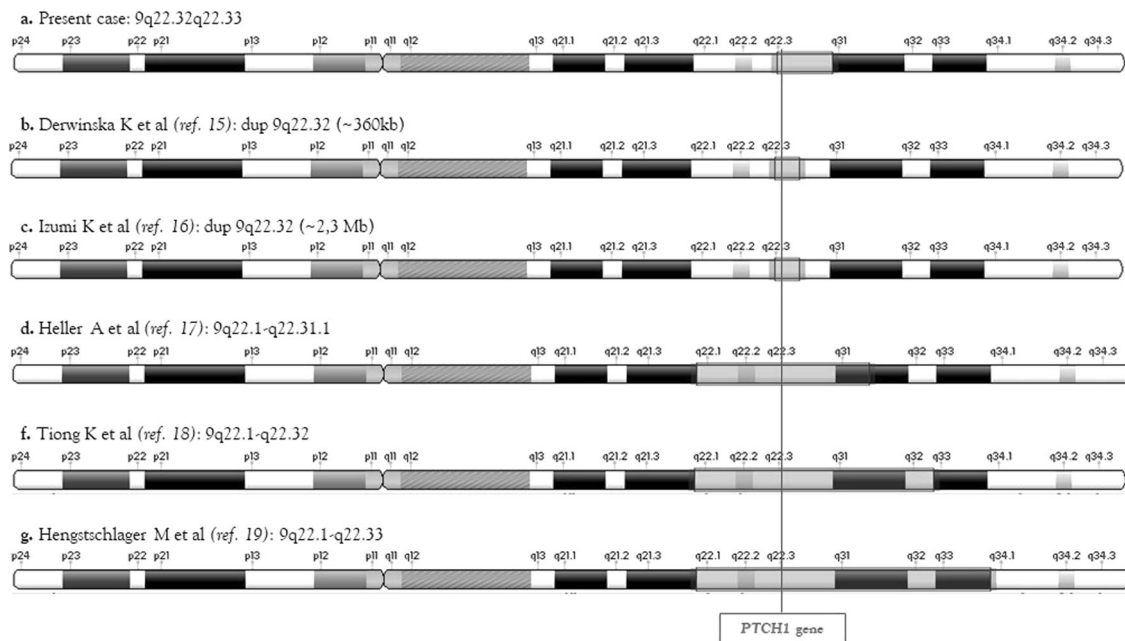 a. Present case: 9q22.32q22.33
p24 p23 p22 p21 p13 p12 p11 q11 q12 q13 q21.1 q21.2 q21.3 q22.1 q22.2 q22.3 q31 q32 q33 q34.1 q34.2 q34.3
b. Derwinska K et al (ref. 15): dup 9q22.32 (~360kb)
p24 p23 p22 p21 p13 p12 p11 q11 q12 q13 q21.1 q21.2 q21.3 q22.1 q22.2 q22.3 q31 q32 q33 q34.1 q34.2 q34.3
c. Izumi K et al (ref. 16): dup 9q22.32 (~2,3 Mb)
p24 p23 p22 p21 p13 p12 p11 q11 q12 q13 q21.1 q21.2 q21.3 q22.1 q22.2 q22.3 q31 q32 q33 q34.1 q34.2 q34.3
d. Heller A et al (ref. 17): 9q22.1-q22.31.1
p24 p23 p22 p21 p13 p12 p11 q11 q12 q13 q21.1 q21.2 q21.3 q22.1 q22.2 q22.3 q31 q32 q33 q34.1 q34.2 q34.3
f. Tiong K et al (ref. 18): 9q22.1-q22.32
p24 p23 p22 p21 p13 p12 p11 q11 q12 q13 q21.1 q21.2 q21.3 q22.1 q22.2 q22.3 q31 q32 q33 q34.1 q34.2 q34.3
g. Hengstschlager M et al (ref. 19): 9q22.1-q22.33
p24 p23 p22 p21 p13 p12 p11 q11 q12 q13 q21.1 q21.2 q21.3 q22.1 q22.2 q22.3 q31 q32 q33 q34.1 q34.2 q34.3
PTCH1 gene